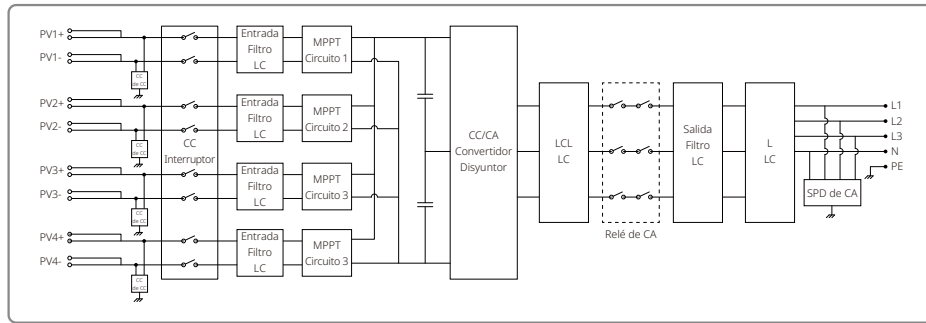 PV1+
PV1-
CC
de CC
PV2+
PV2-
CC
de CC
PV3+
PV3-
CC
de CC
PV4+
PV4-
CC
de CC
CC
Interruptor
Entrada
Filtro
LC
Entrada
Filtro
LC
Entrada
Filtro
LC
Entrada
Filtro
LC
MPPT
Circuito 1
MPPT
Circuito 2
MPPT
Circuito 3
MPPT
Circuito 3
CC/CA
Convertidor
Disyuntor
LCL
LC
Relé de CA
Salida
Filtro
LC
L
LC
L1
L2
L3
N
PE
SPD de CA